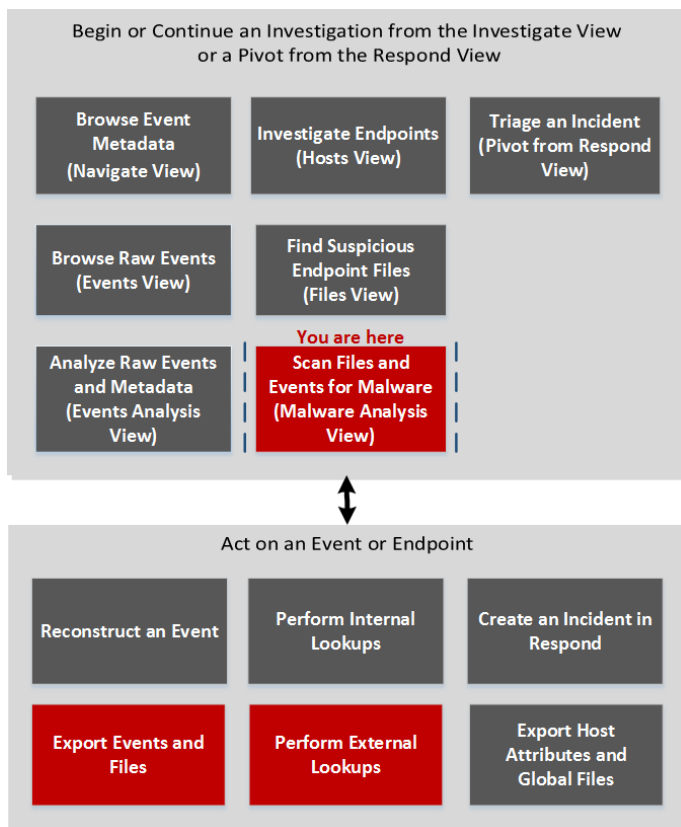 Begin or Continue an Investigation from the Investigate View
or a Pivot from the Respond View
Browse Event
Metadata
(Navigate View)
Investigate Endpoints
(Hosts View)
Triage an Incident
(Pivot from Respond
View)
Browse Raw Events
(Events View)
Find Suspicious
Endpoint Files
(Files View)
Analyze Raw Events
and Metadata
(Events Analysis
View)
You are here
Scan Files and
Events for Malware
(Malware Analysis
View)
Act on an Event or Endpoint
Reconstruct an Event
Perform Internal
Lookups
Create an Incident in
Respond
Export Events and
Files
Perform External
Lookups
Export Host
Attributes and
Global Files